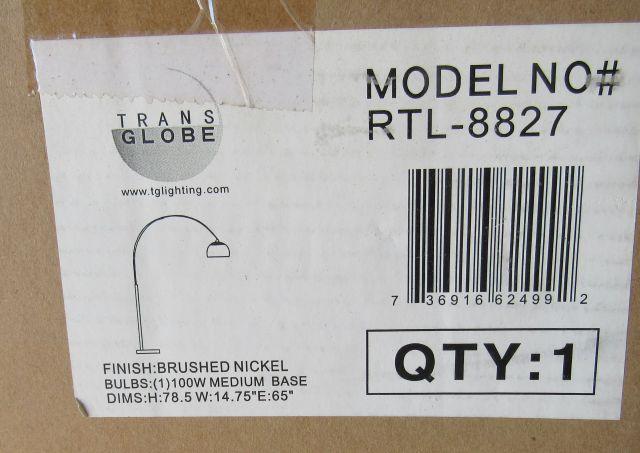 TRANS
GLOBE
www.tglighting.com
MODEL NO#
RTL-8827
7 36916 62499 2
FINISH:BRUSHED NICKEL
BULBS:(1)100W MEDIUM BASE
DIMS:H:78.5 W:14.75"E:65"
QTY:1